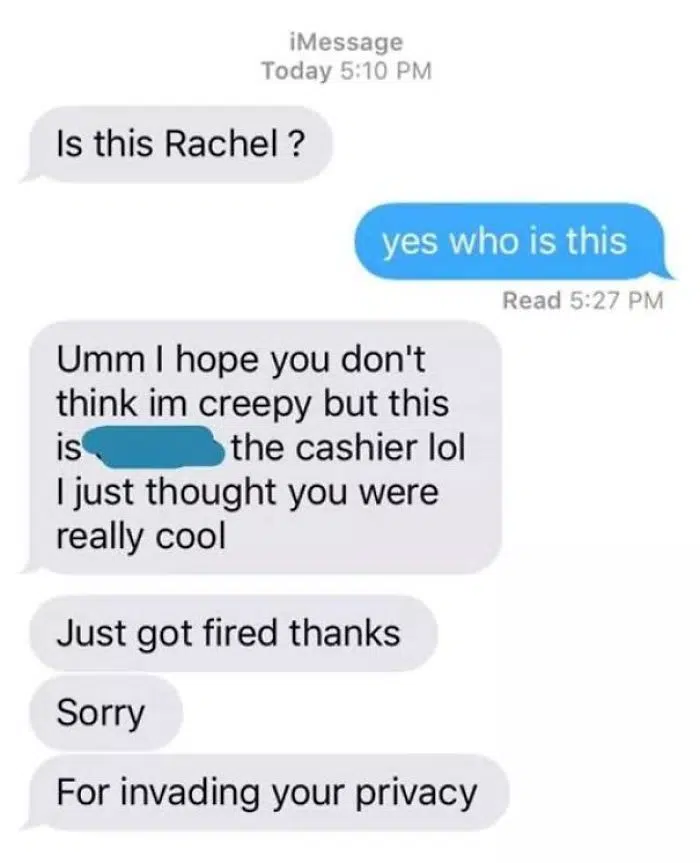 iMessage
Today 5:10 PM
Is this Rachel ?
yes who is this
Read 5:27 PM
Umm I hope you don't
think im creepy but this
is the cashier lol
I just thought you were
really cool
Just got fired thanks
Sorry
For invading your privacy